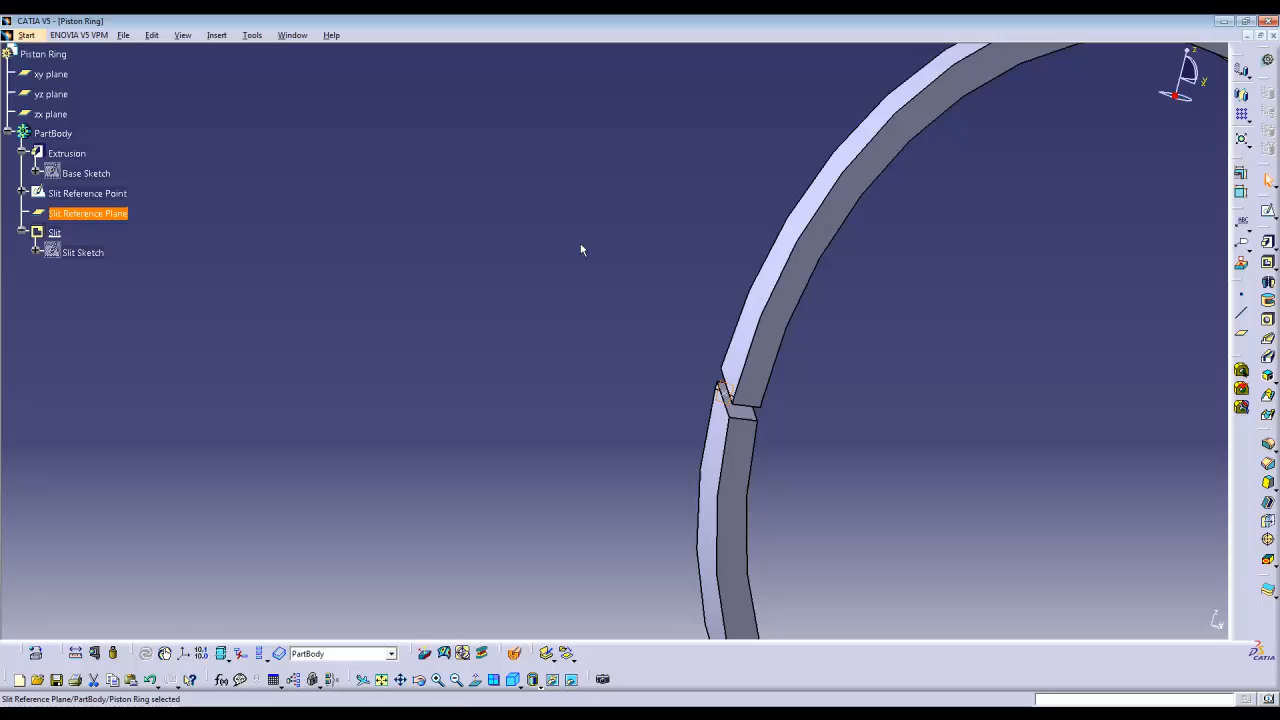 CATIA V5 - [Piston Ring]
Start ENOVIA V5 VPM File Edit View Insert Tools Window Help
Piston Ring
xy plane
yz plane
zx plane
PartBody
Extrusion
Base Sketch
Slit Reference Point
Slit Reference Plane
Slit
Slit Sketch
z
y
z
x
PartBody
CATIA
Slit Reference Plane/PartBody/Piston Ring selected